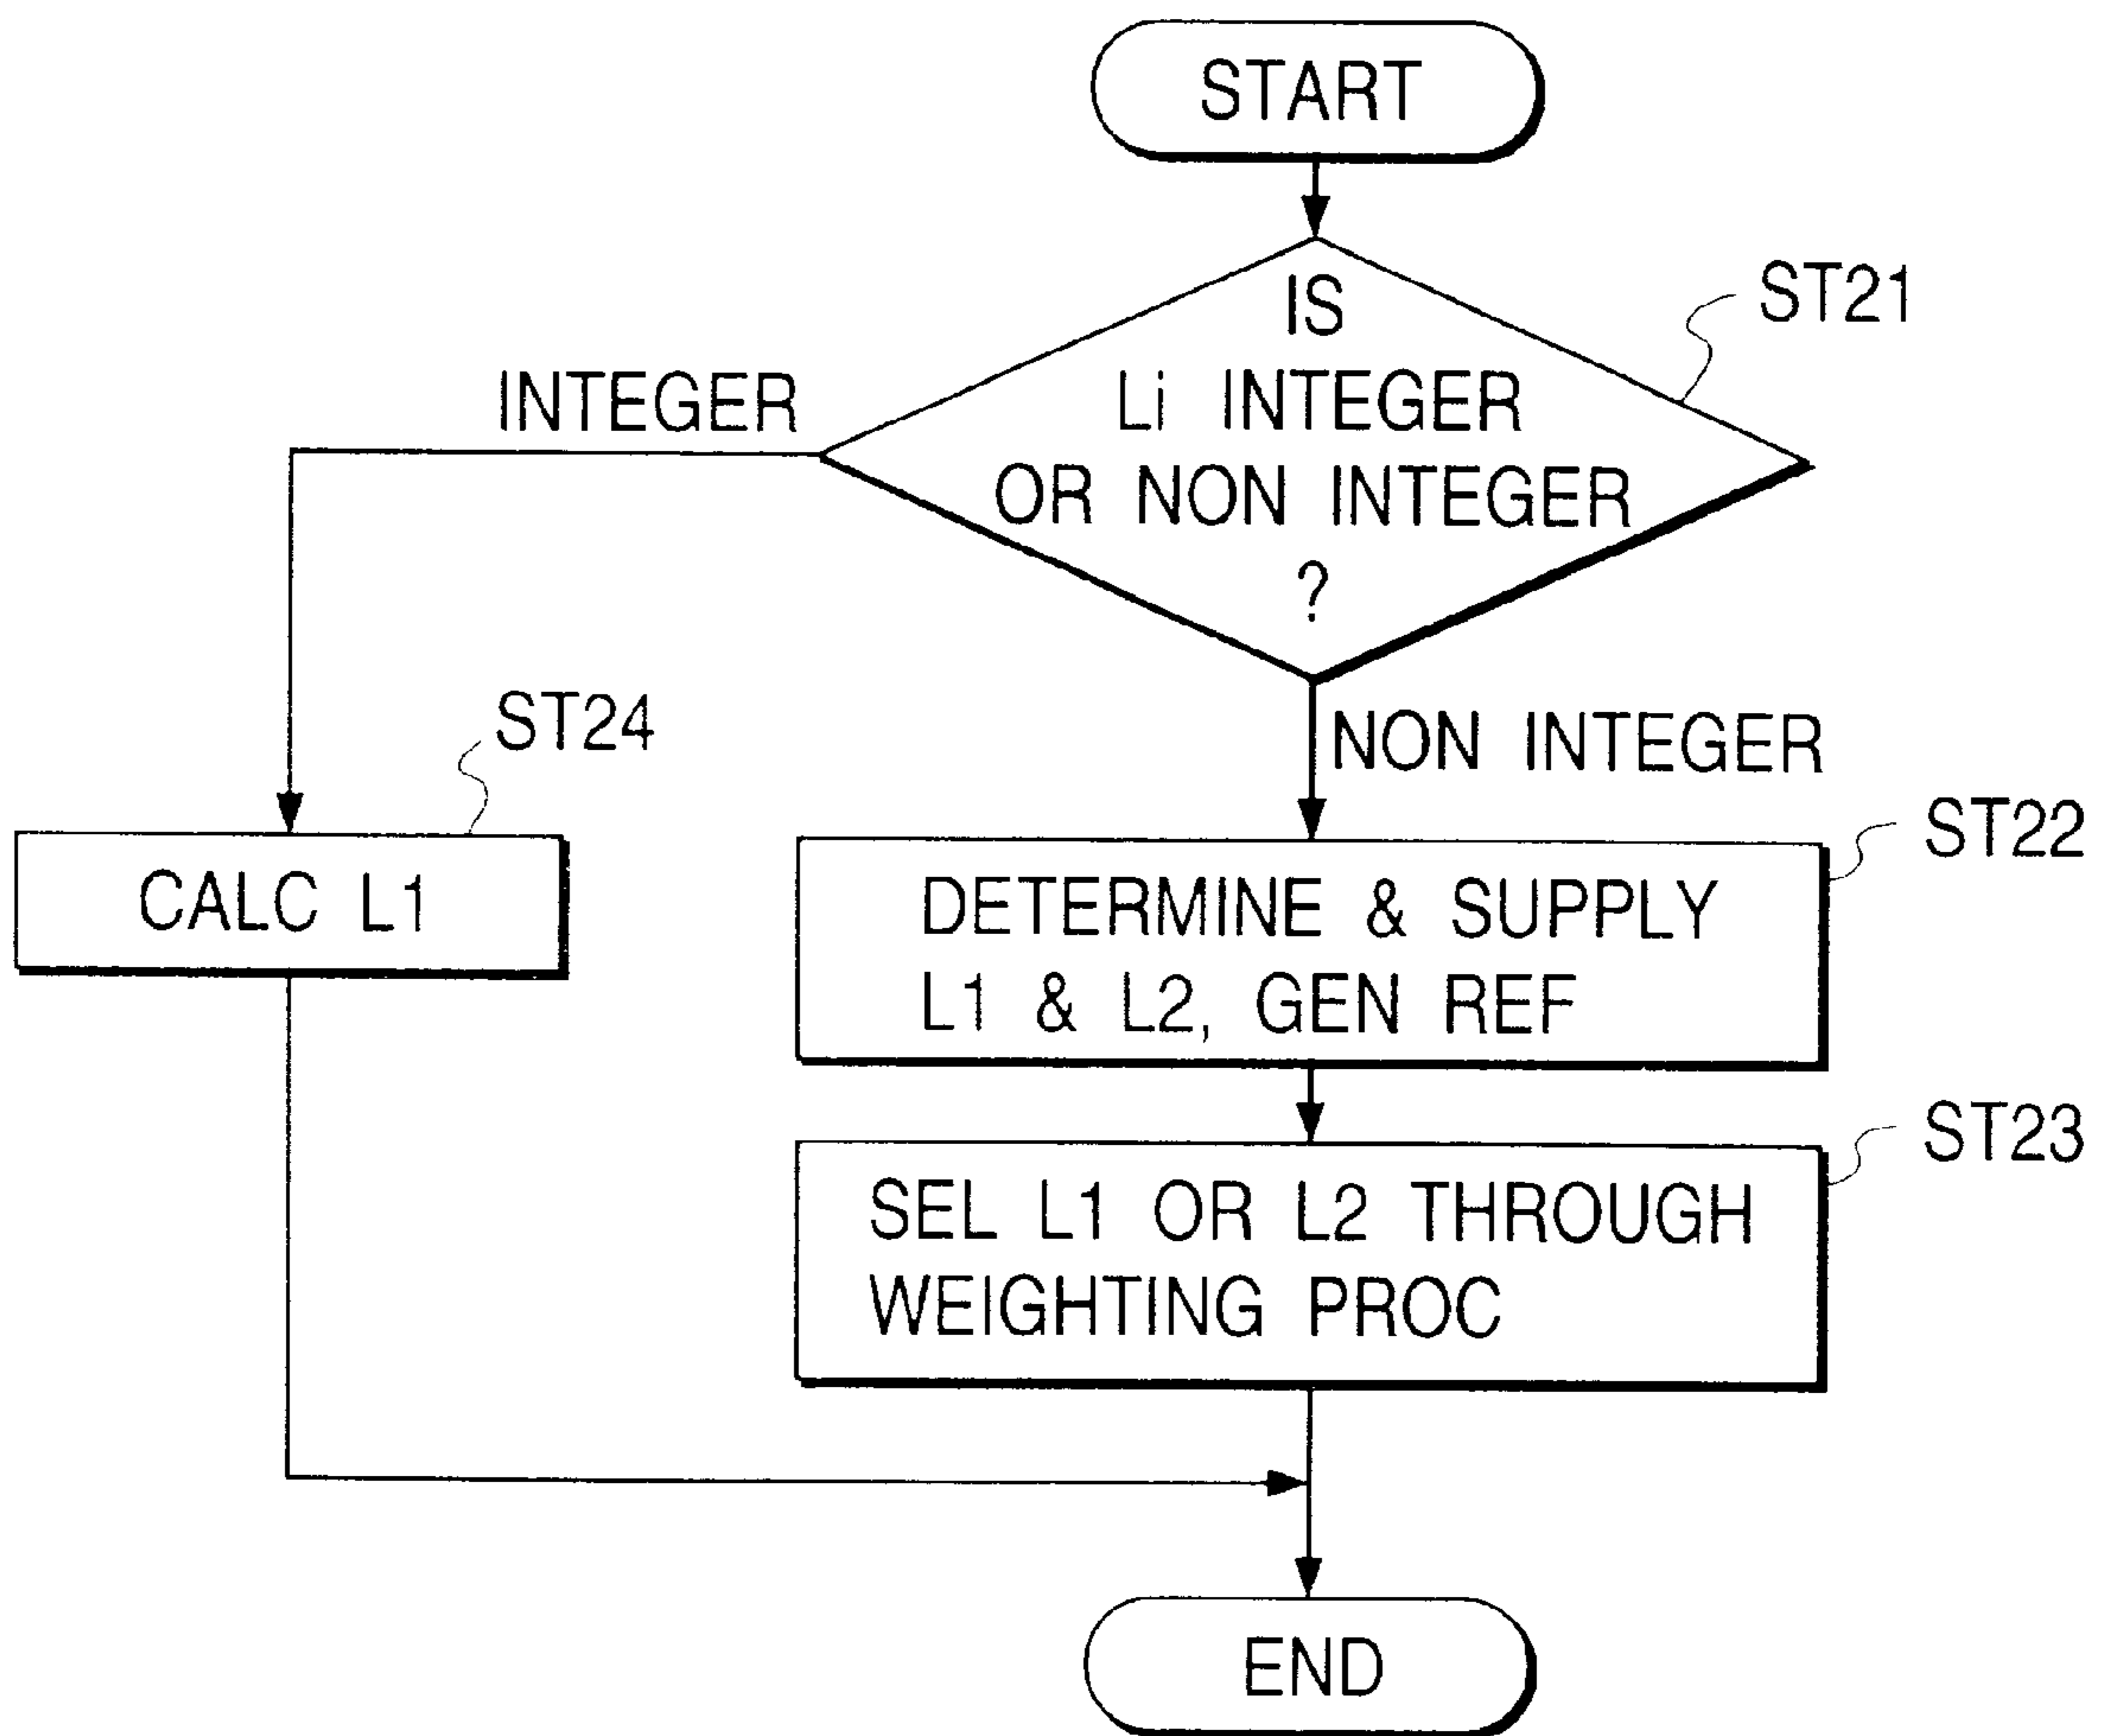 START
IS
Li INTEGER
OR NON INTEGER
?
ST21
INTEGER
NON INTEGER
ST24
CALC L1
ST22
DETERMINE & SUPPLY
L1 & L2, GEN REF
ST23
SEL L1 OR L2 THROUGH
WEIGHTING PROC
END